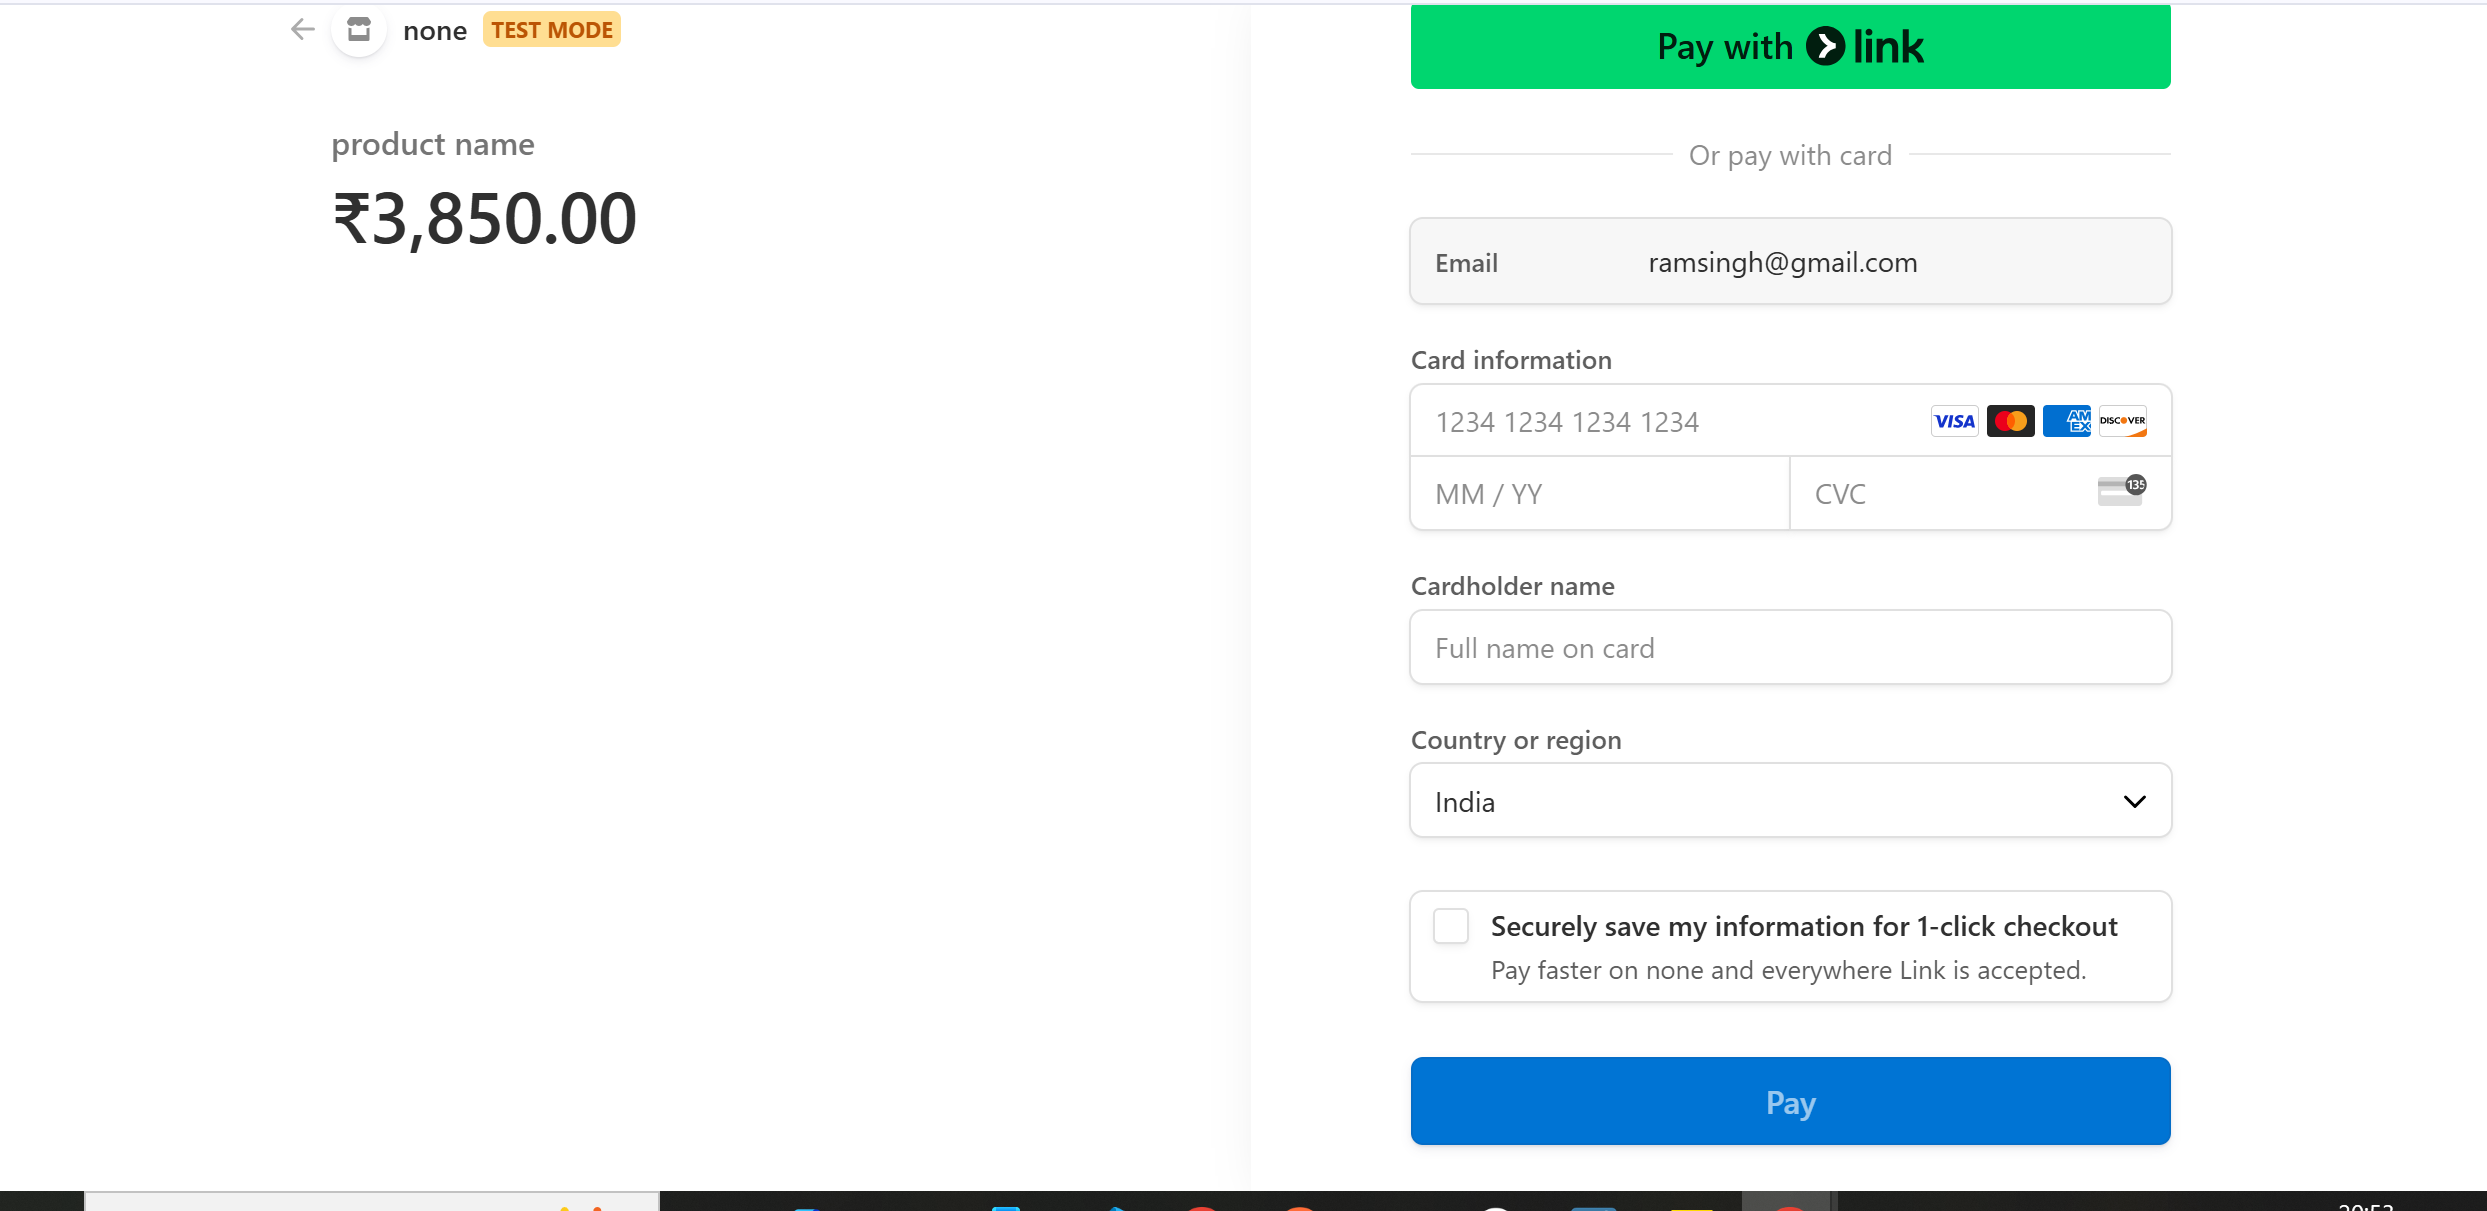 none TEST MODE
product name
₹3,850.00
Pay with link
Or pay with card
Email ramsingh@gmail.com
Card information
1234 1234 1234 1234 VISA AMEX DISCOVER
MM / YY CVC 135
Cardholder name
Full name on card
Country or region
India
Securely save my information for 1-click checkout
Pay faster on none and everywhere Link is accepted.
Pay